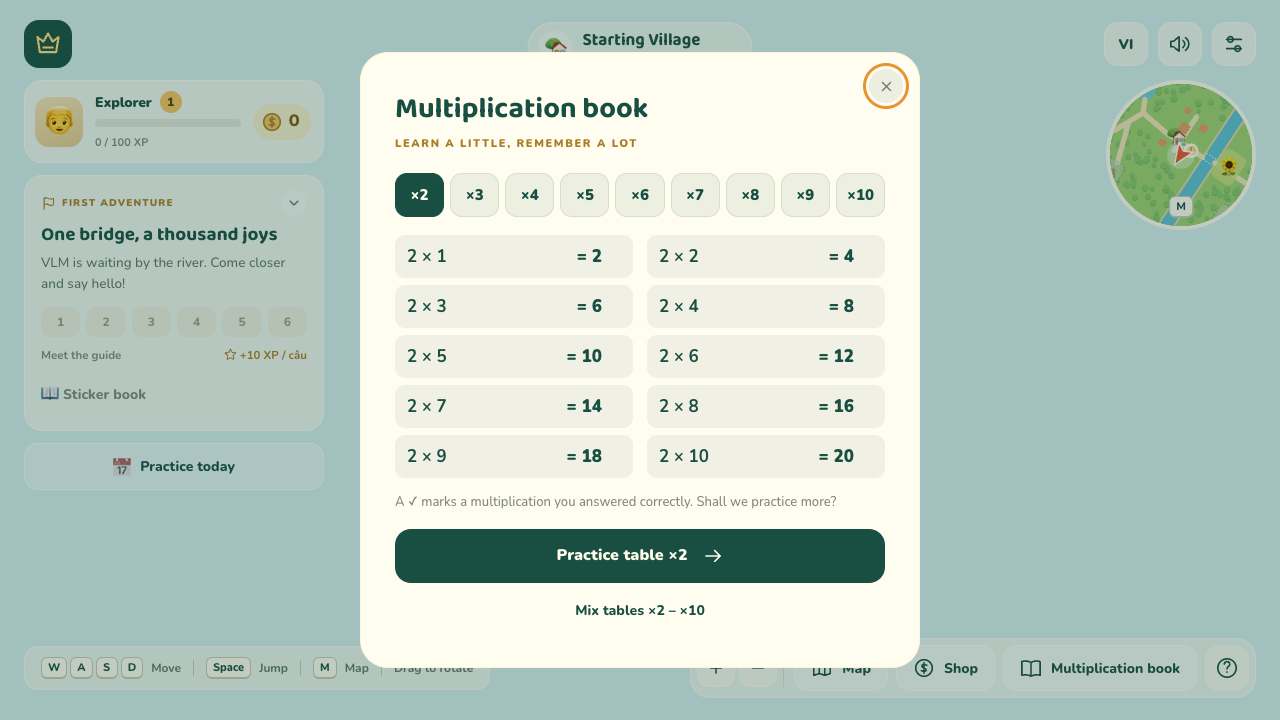 Starting Village
VI
Explorer 1
0
0 / 100 XP
FIRST ADVENTURE
One bridge, a thousand joys
VLM is waiting by the river. Come closer
and say hello!
1 2 3 4 5 6
Meet the guide
+10 XP / câu
Sticker book
Practice today
M
Multiplication book
LEARN A LITTLE, REMEMBER A LOT
×2 ×3 ×4 ×5 ×6 ×7 ×8 ×9 ×10
2 × 1 = 2
2 × 2 = 4
2 × 3 = 6
2 × 4 = 8
2 × 5 = 10
2 × 6 = 12
2 × 7 = 14
2 × 8 = 16
2 × 9 = 18
2 × 10 = 20
A ✓ marks a multiplication you answered correctly. Shall we practice more?
Practice table ×2 →
Mix tables ×2 – ×10
W A S D Move
Space Jump
M Map
Drag to rotate
Map
Shop
Multiplication book
?